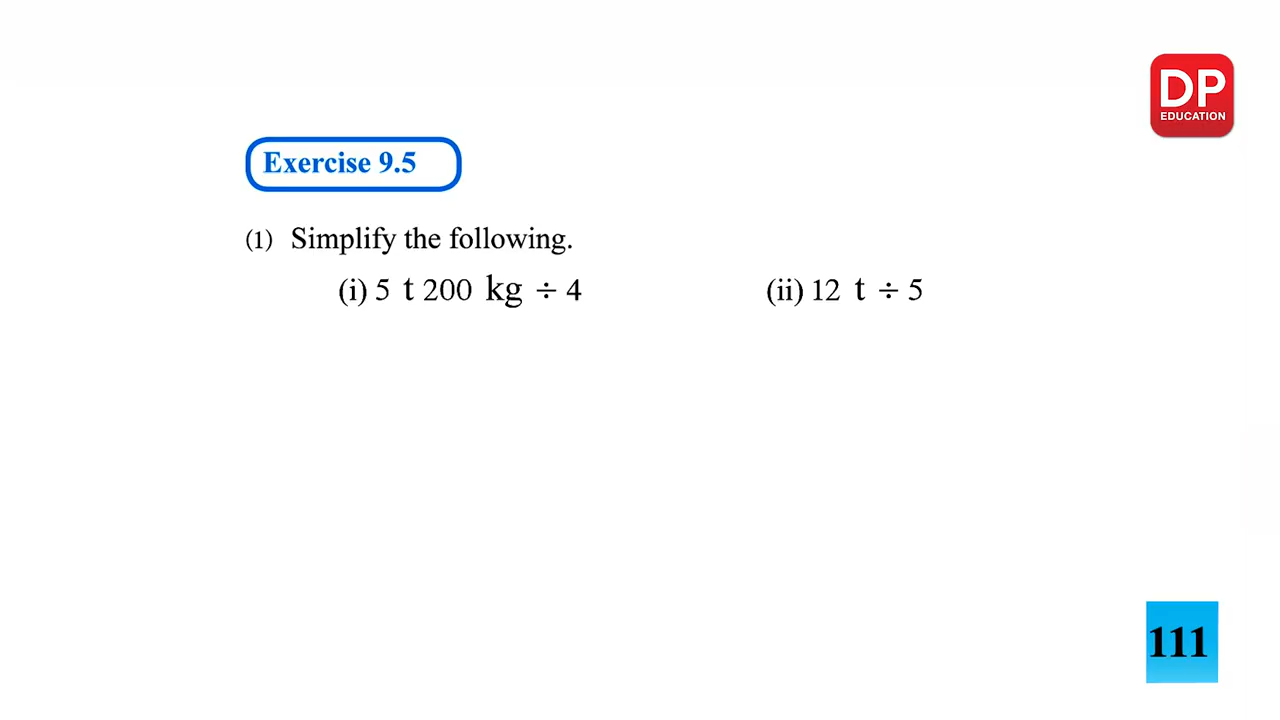 DP
EDUCATION
Exercise 9.5
(1) Simplify the following.
(i) 5 t 200 kg ÷ 4 (ii) 12 t ÷ 5
111